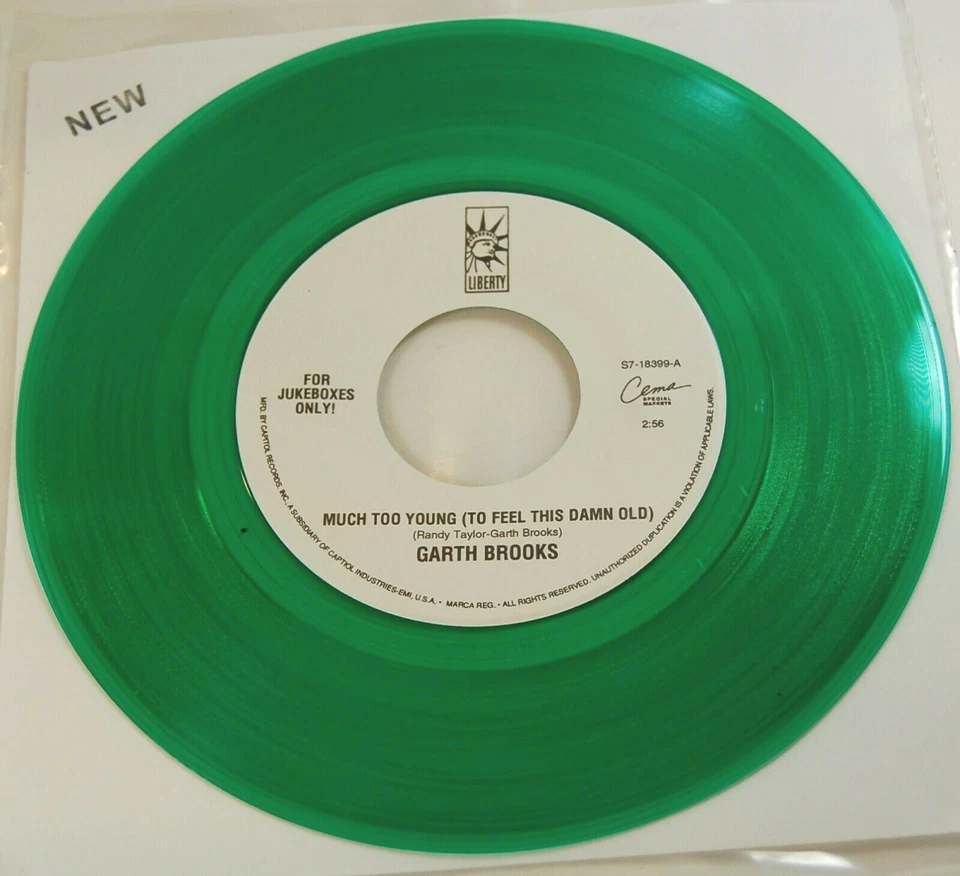 NEW
LIBERTY
FOR
JUKEBOXES
ONLY!
S7-18399-A
Cema
SPECIAL
MARKETS
2:56
MUCH TOO YOUNG (TO FEEL THIS DAMN OLD)
(Randy Taylor-Garth Brooks)
GARTH BROOKS
MFD. BY CAPITOL RECORDS, INC., A SUBSIDIARY OF CAPTIOL INDUSTRIES-EMI, U.S.A. • MARCA REG. • ALL RIGHTS RESERVED. UNAUTHORIZED DUPLICATION IS A VIOLATION OF APPLICABLE LAWS.